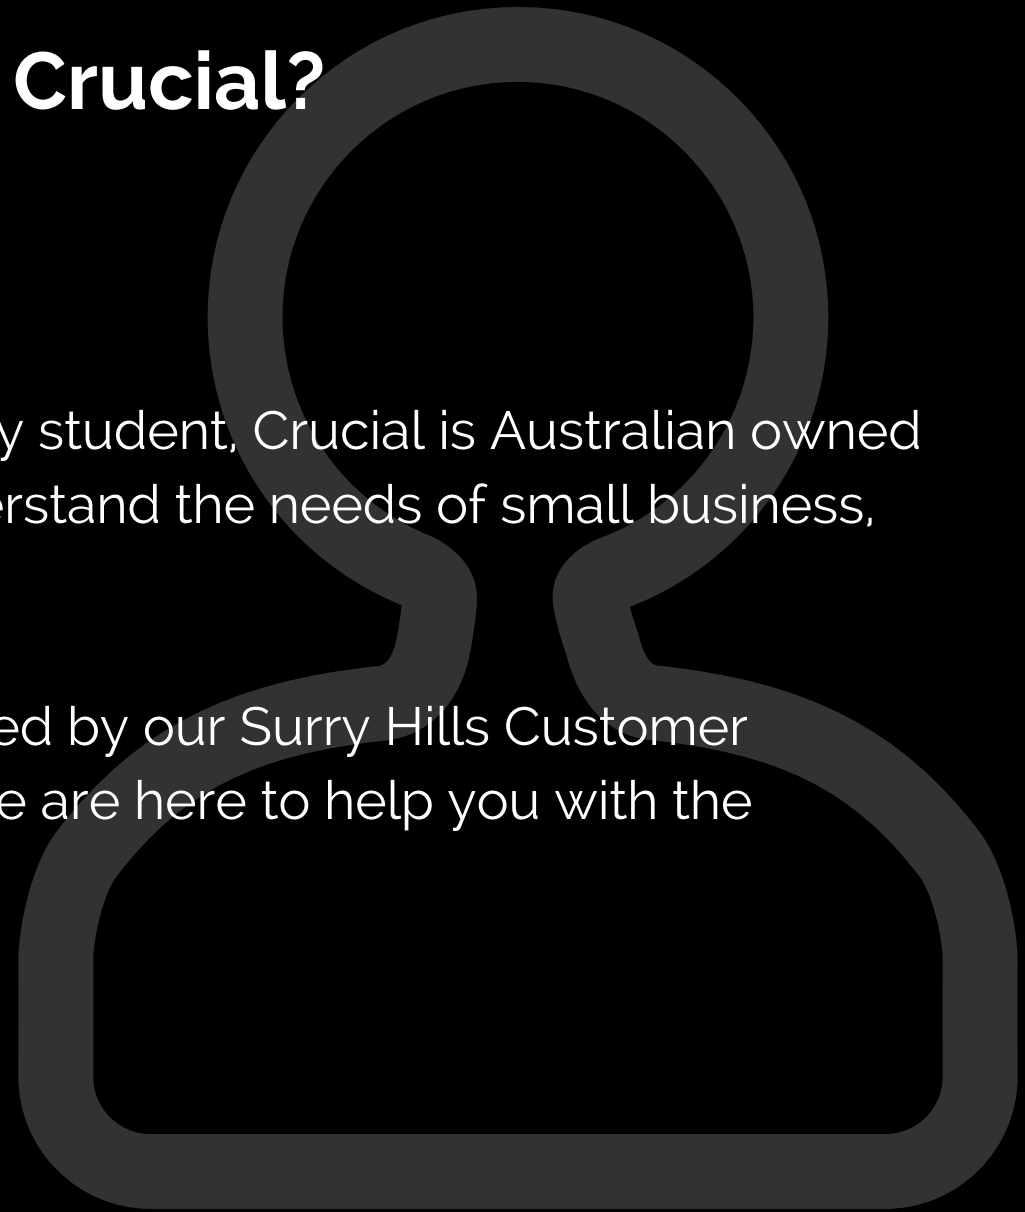 Crucial?
y student, Crucial is Australian owned
erstand the needs of small business,
ed by our Surry Hills Customer
e are here to help you with the